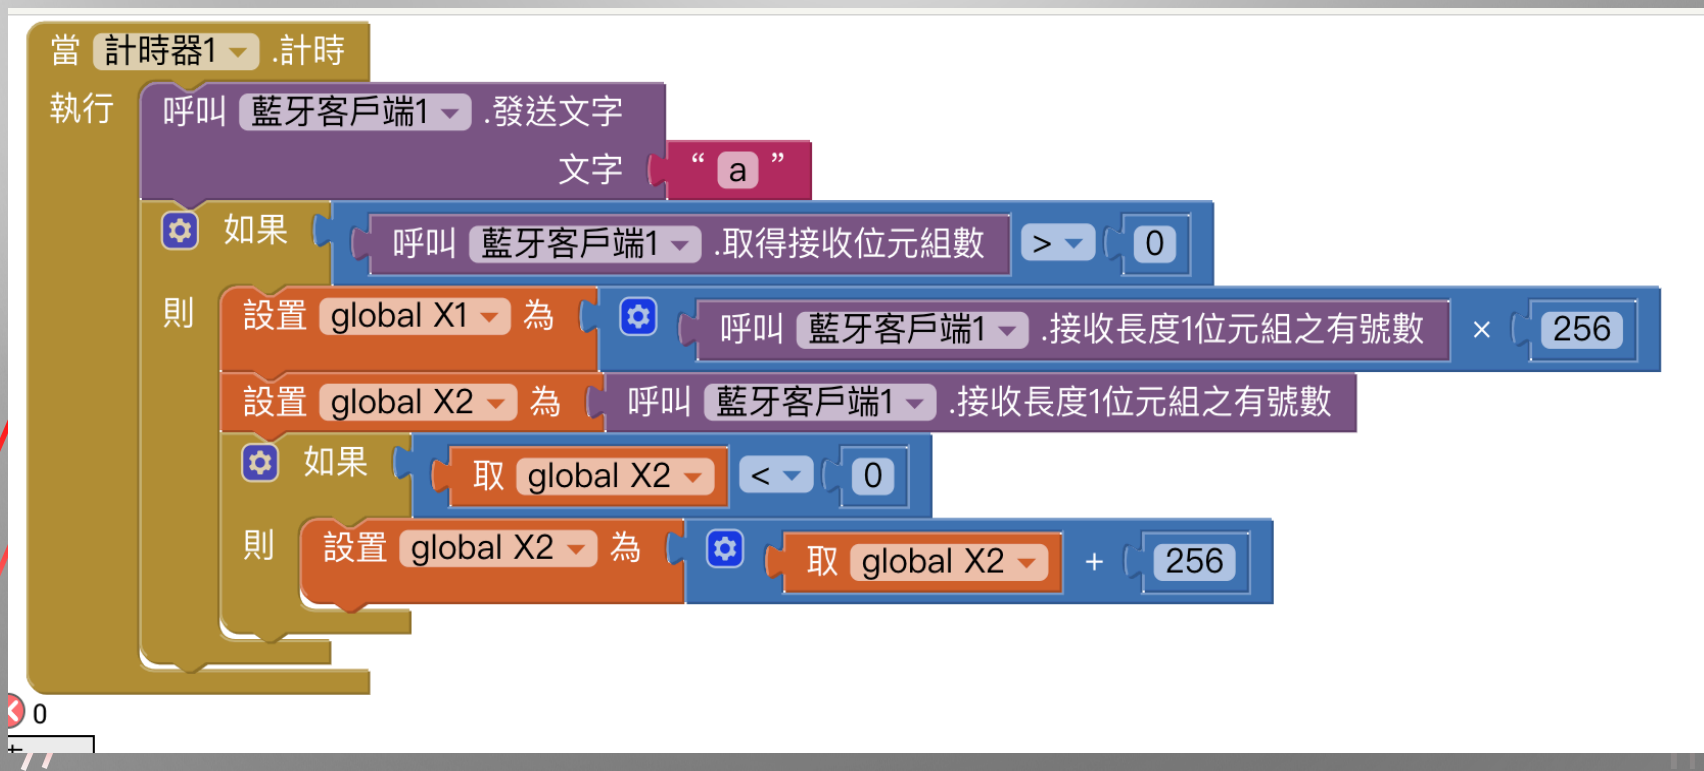 當 計時器1 .計時
執行 呼叫 藍牙客戶端1 .發送文字
文字 “ a ”
如果 呼叫 藍牙客戶端1 .取得接收位元組數 > 0
則 設置 global X1 為 呼叫 藍牙客戶端1 .接收長度1位元組之有號數 × 256
設置 global X2 為 呼叫 藍牙客戶端1 .接收長度1位元組之有號數
如果 取 global X2 < 0
則 設置 global X2 為 取 global X2 + 256
0